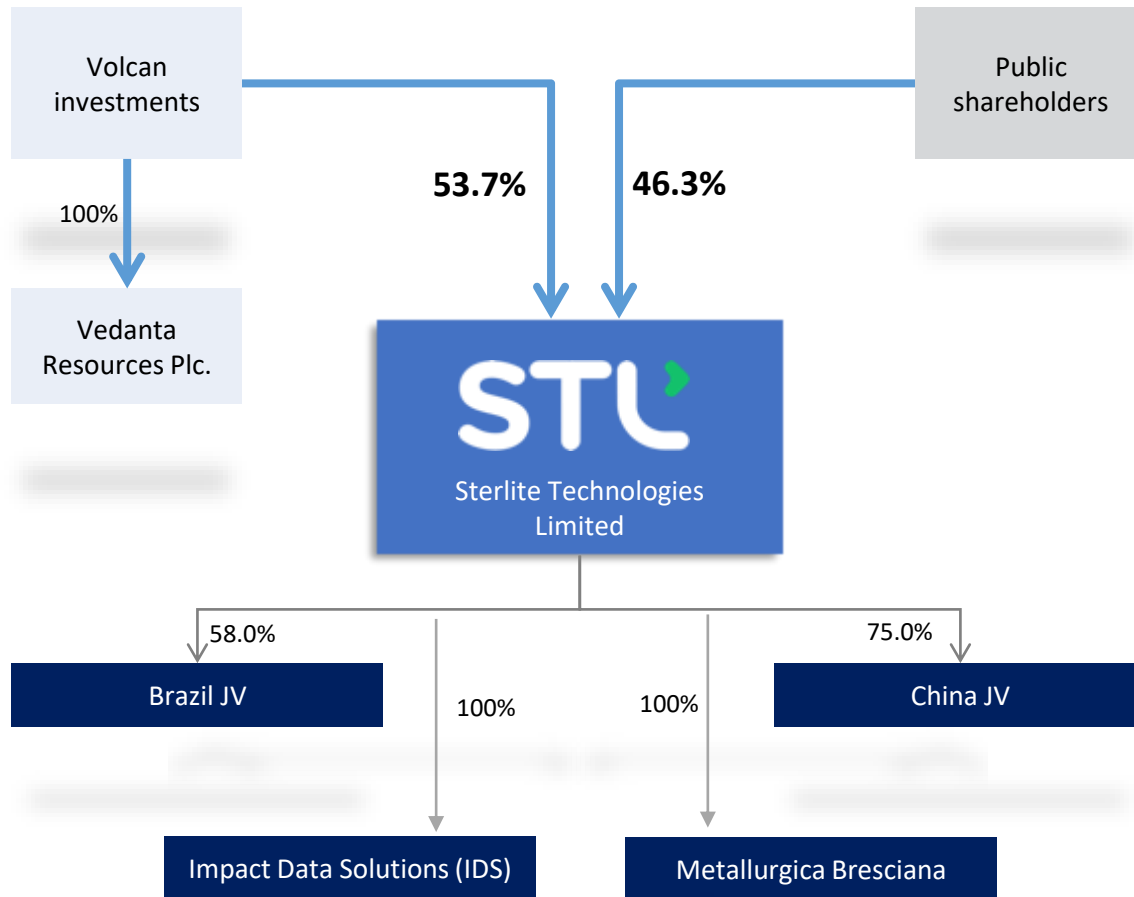 Volcan
investments
Public
shareholders
53.7%
46.3%
100%
Vedanta
Resources Plc.
STL
Sterlite Technologies
Limited
58.0%
75.0%
Brazil JV
China JV
100%
100%
Impact Data Solutions (IDS)
Metallurgica Bresciana